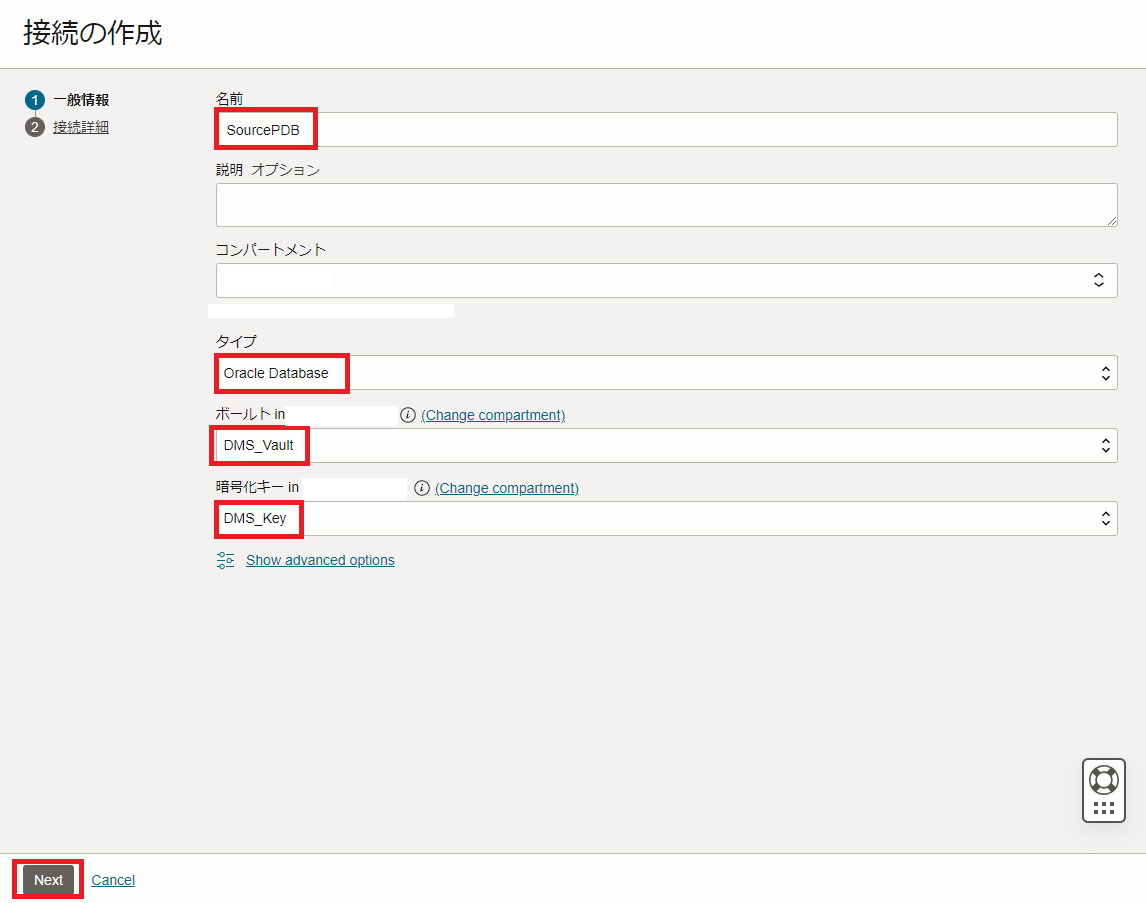 接続の作成
1 一般情報
2 接続詳細
名前
SourcePDB
説明 オプション
コンパートメント
タイプ
Oracle Database
ボールト in (Change compartment)
DMS_Vault
暗号化キー in (Change compartment)
DMS_Key
Show advanced options
Next Cancel